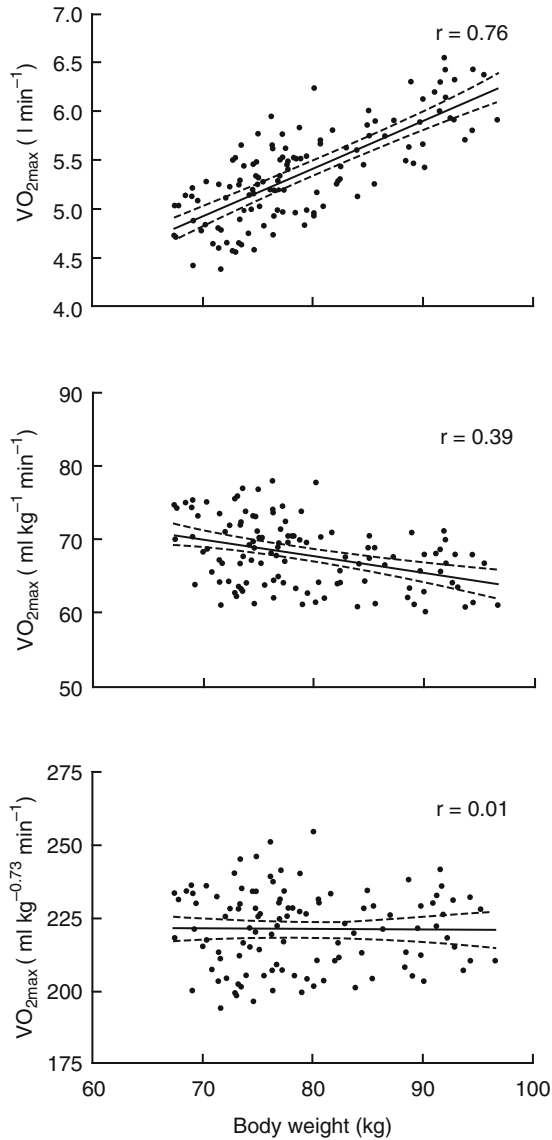 7.0
6.5
6.0
5.5
5.0
4.5
4.0
VO2max ( l min−1)
r = 0.76
90
80
70
60
50
VO2max ( ml kg−1 min−1)
r = 0.39
275
250
225
200
175
VO2max ( ml kg−0.73 min−1)
r = 0.01
60 70 80 90 100
Body weight (kg)